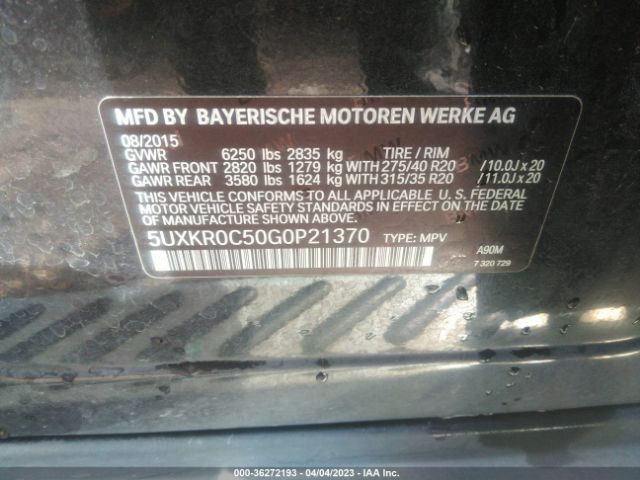 MFD BY BAYERISCHE MOTOREN WERKE AG
08/2015
GVWR 6250 lbs 2835 kg TIRE / RIM
GAWR FRONT 2820 lbs 1279 kg WITH 275/40 R20 /10.0J x 20
GAWR REAR 3580 lbs 1624 kg WITH 315/35 R20 /11.0J x 20
THIS VEHICLE CONFORMS TO ALL APPLICABLE U. S. FEDERAL
MOTOR VEHICLE SAFETY STANDARDS IN EFFECT ON THE DATE OF
MANUFACTURE SHOWN ABOVE.
5UXKR0C50G0P21370 TYPE: MPV
A90M
7 320 729
000-36272193 - 04/04/2023 - IAA Inc.